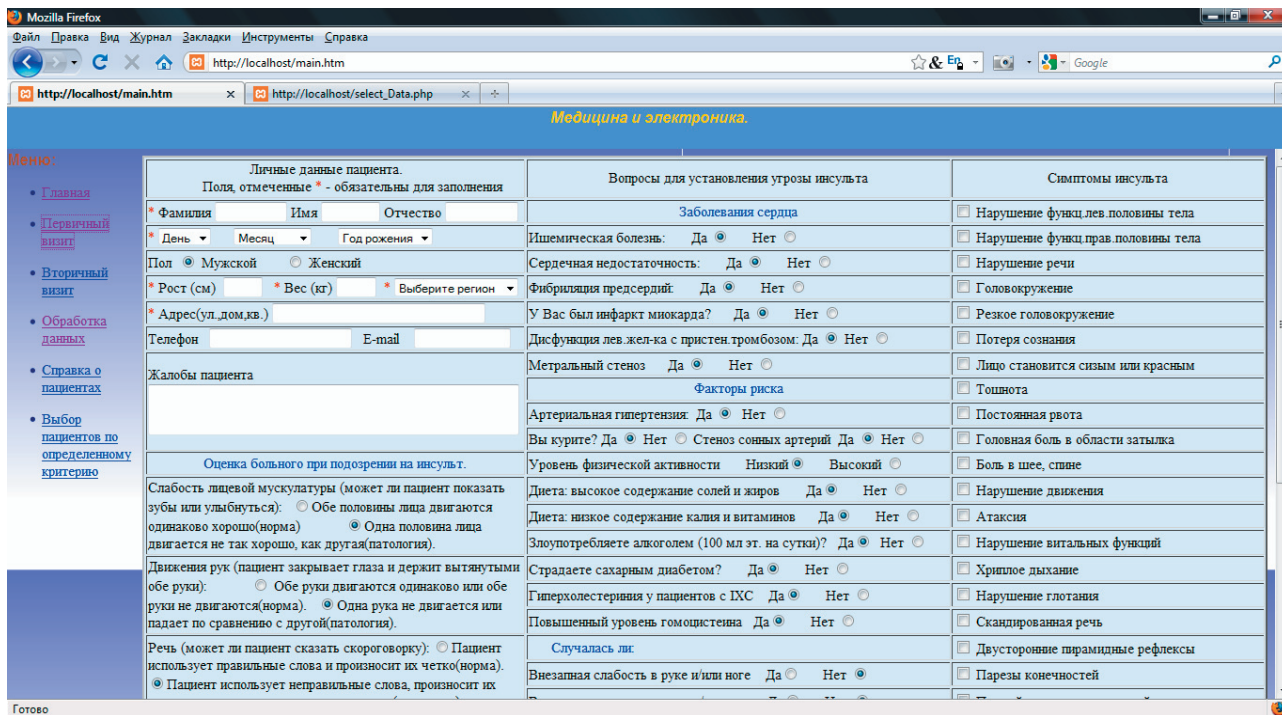 Mozilla Firefox
Файл Правка Вид Журнал Закладки Инструменты Справка
http://localhost/main.htm
Google
http://localhost/main.htm
http://localhost/select_Data.php
Медицина и электроника.
Меню:
Главная
Первичный
визит
Вторичный
визит
Обработка
данных
Справка о
пациентах
Выбор
пациентов по
определенному
критерию
Личные данные пациента.
Поля, отмеченные * - обязательны для заполнения
* Фамилия Имя Отчество
* День Месяц Год рожения
Пол Мужской Женский
* Рост (см) * Вес (кг) * Выберите регион
* Адрес(ул.,дом,кв.)
Телефон E-mail
Жалобы пациента
Оценка больного при подозрении на инсульт.
Слабость лицевой мускулатуры (может ли пациент показать
зубы или улыбнуться): Обе половины лица двигаются
одинаково хорошо(норма) Одна половина лица
двигается не так хорошо, как другая(патология).
Движения рук (пациент закрывает глаза и держит вытянутыми
обе руки): Обе руки двигаются одинаково или обе
руки не двигаются(норма). Одна рука не двигается или
падает по сравнению с другой(патология).
Речь (может ли пациент сказать скороговорку): Пациент
использует правильные слова и произносит их четко(норма).
Пациент использует неправильные слова, произносит их
Вопросы для установления угрозы инсульта
Заболевания сердца
Ишемическая болезнь: Да Нет
Сердечная недостаточность: Да Нет
Фибриляция предсердий: Да Нет
У Вас был инфаркт миокарда? Да Нет
Дисфункция лев.жел-ка с пристен.тромбозом: Да Нет
Метральный стеноз Да Нет
Факторы риска
Артериальная гипертензия: Да Нет
Вы курите? Да Нет Стеноз сонных артерий Да Нет
Уровень физической активности Низкий Высокий
Диета: высокое содержание солей и жиров Да Нет
Диета: низкое содержание калия и витаминов Да Нет
Злоупотребляете алкоголем (100 мл эт. на сутки)? Да Нет
Страдаете сахарным диабетом? Да Нет
Гиперхолестериния у пациентов с ІХС Да Нет
Повышенный уровень гомоцистеина Да Нет
Случалась ли:
Внезапная слабость в руке и/или ноге Да Нет
Симптомы инсульта
Нарушение функц.лев.половины тела
Нарушение функц.прав.половины тела
Нарушение речи
Головокружение
Резкое головокружение
Потеря сознания
Лицо становится сизым или красным
Тошнота
Постоянная рвота
Головная боль в области затылка
Боль в шее, спине
Нарушение движения
Атаксия
Нарушение витальных функций
Хриплое дыхание
Нарушение глотания
Скандированная речь
Двусторонние пирамидные рефлексы
Парезы конечностей
Готово